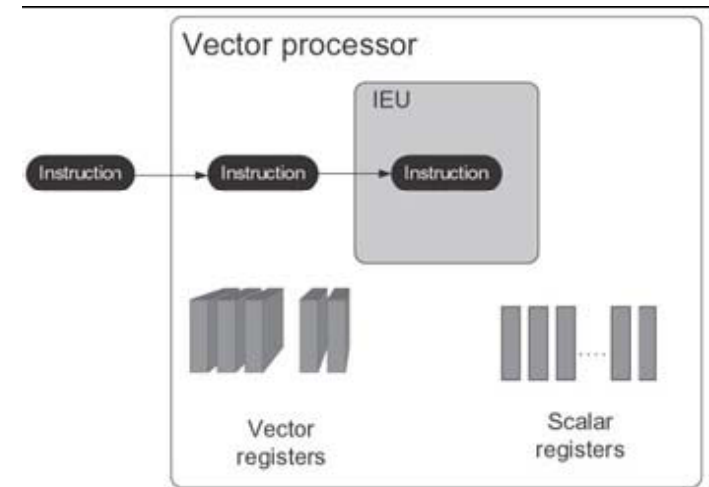 Vector processor
IEU
Instruction
Instruction
Instruction
....
Vector
registers
Scalar
registers